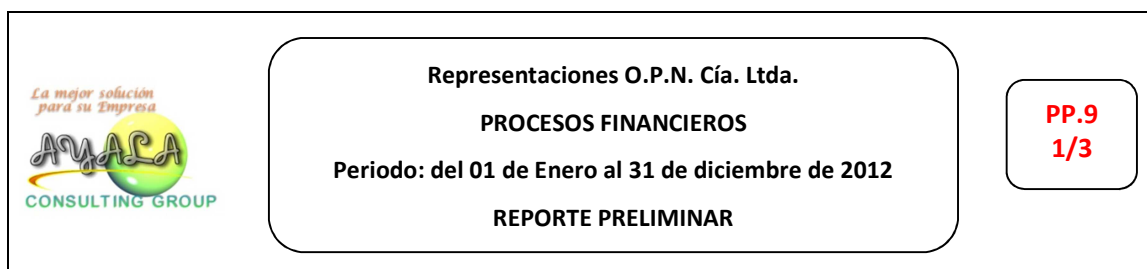 La mejor solución
para su Empresa
AYALA
CONSULTING GROUP
Representaciones O.P.N. Cía. Ltda.
PROCESOS FINANCIEROS
Periodo: del 01 de Enero al 31 de diciembre de 2012
REPORTE PRELIMINAR
PP.9
1/3